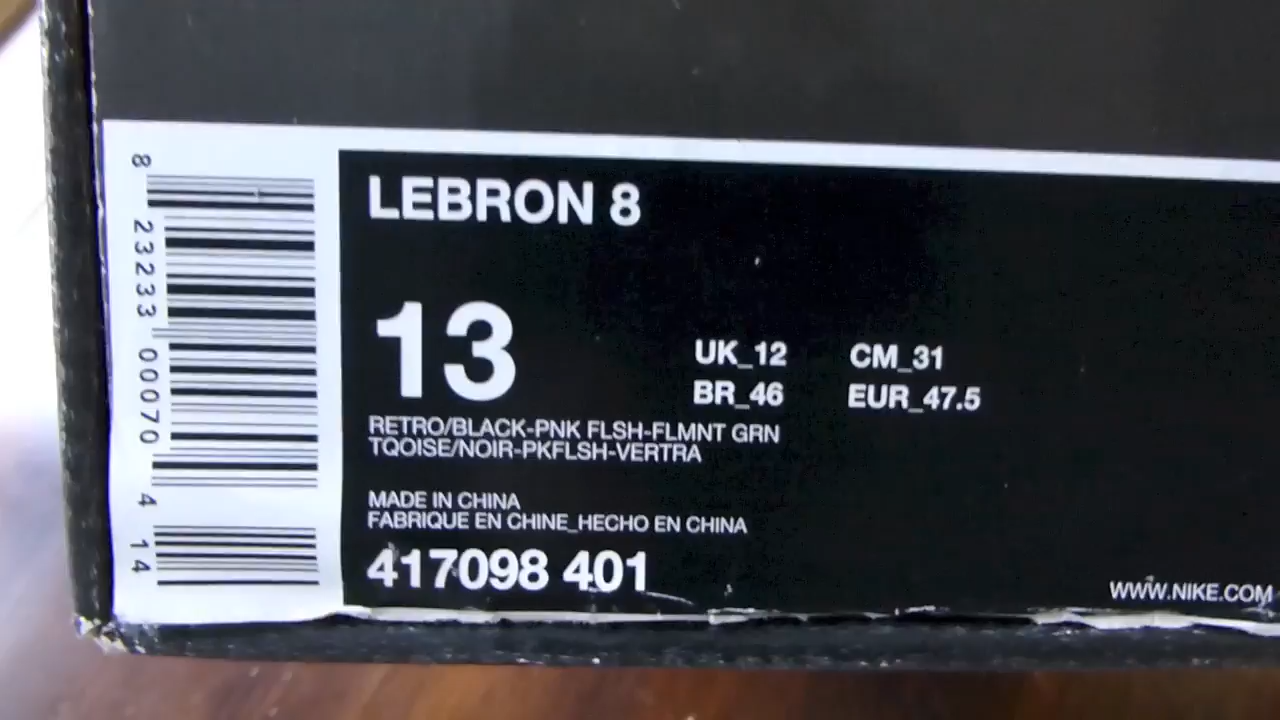 8 23233 00070 4 14
LEBRON 8
13
UK_12 CM_31
BR_46 EUR_47.5
RETRO/BLACK-PNK FLSH-FLMNT GRN
TQOISE/NOIR-PKFLSH-VERTRA
MADE IN CHINA
FABRIQUE EN CHINE_HECHO EN CHINA
417098 401
WWW.NIKE.COM